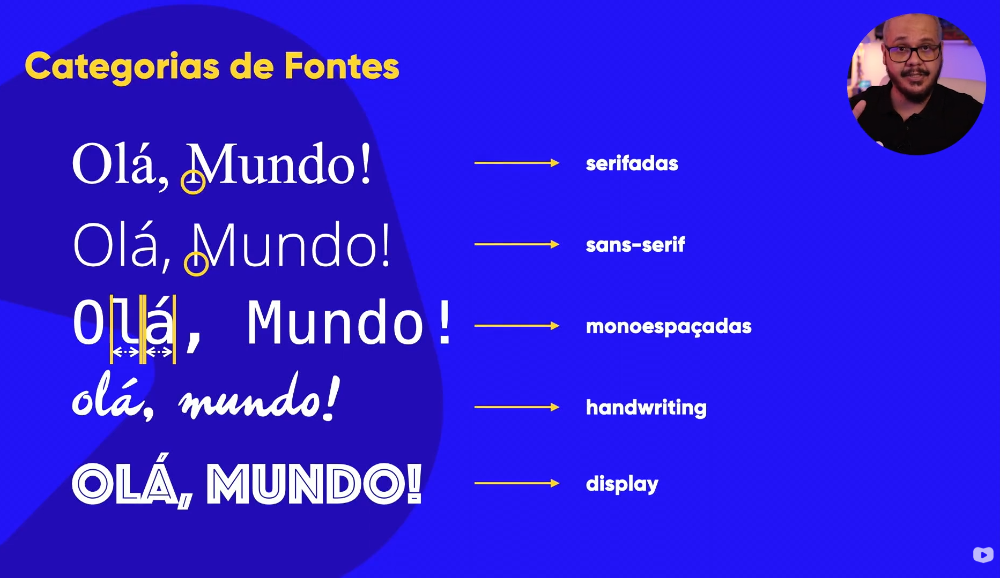 Categorias de Fontes
Olá, Mundo!
serifadas
Olá, Mundo!
sans-serif
Olá, Mundo!
monoespaçadas
olá, mundo!
handwriting
OLÁ, MUNDO!
display